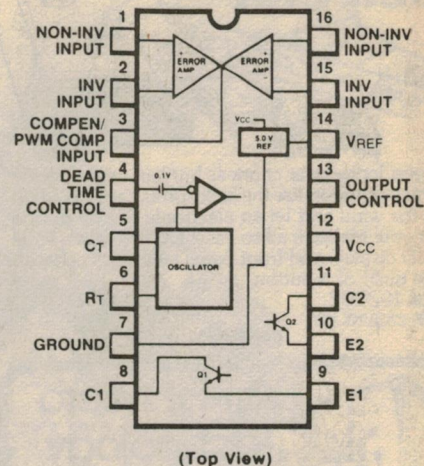 1
NON-INV
INPUT
2
INV
INPUT
3
COMPEN/
PWM COMP
INPUT
4
DEAD
TIME
CONTROL
5
CT
6
RT
7
GROUND
8
C1
+
ERROR
AMP
-
+
ERROR
AMP
-
VCC
5.0 V
REF
0.1V
OSCILLATOR
Q2
Q1
16
NON-INV
INPUT
15
INV
INPUT
14
VREF
13
OUTPUT
CONTROL
12
VCC
11
C2
10
E2
9
E1
(Top View)